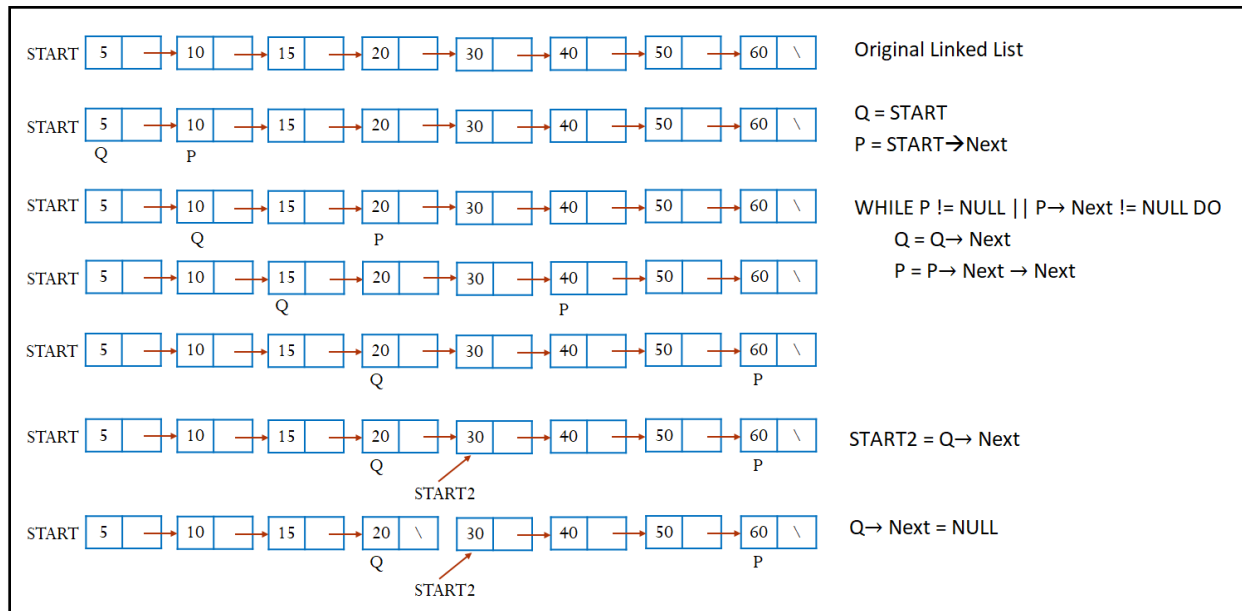 START 5 10 15 20 30 40 50 60 \ Original Linked List
START 5 10 15 20 30 40 50 60 \ Q = START
Q P P = START→Next
START 5 10 15 20 30 40 50 60 \ WHILE P != NULL || P→ Next != NULL DO
Q P Q = Q→ Next
START 5 10 15 20 30 40 50 60 \ P = P→ Next → Next
Q P
START 5 10 15 20 30 40 50 60 \
Q P
START 5 10 15 20 30 40 50 60 \ START2 = Q→ Next
Q P
START2
START 5 10 15 20 \ 30 40 50 60 \ Q→ Next = NULL
Q P
START2